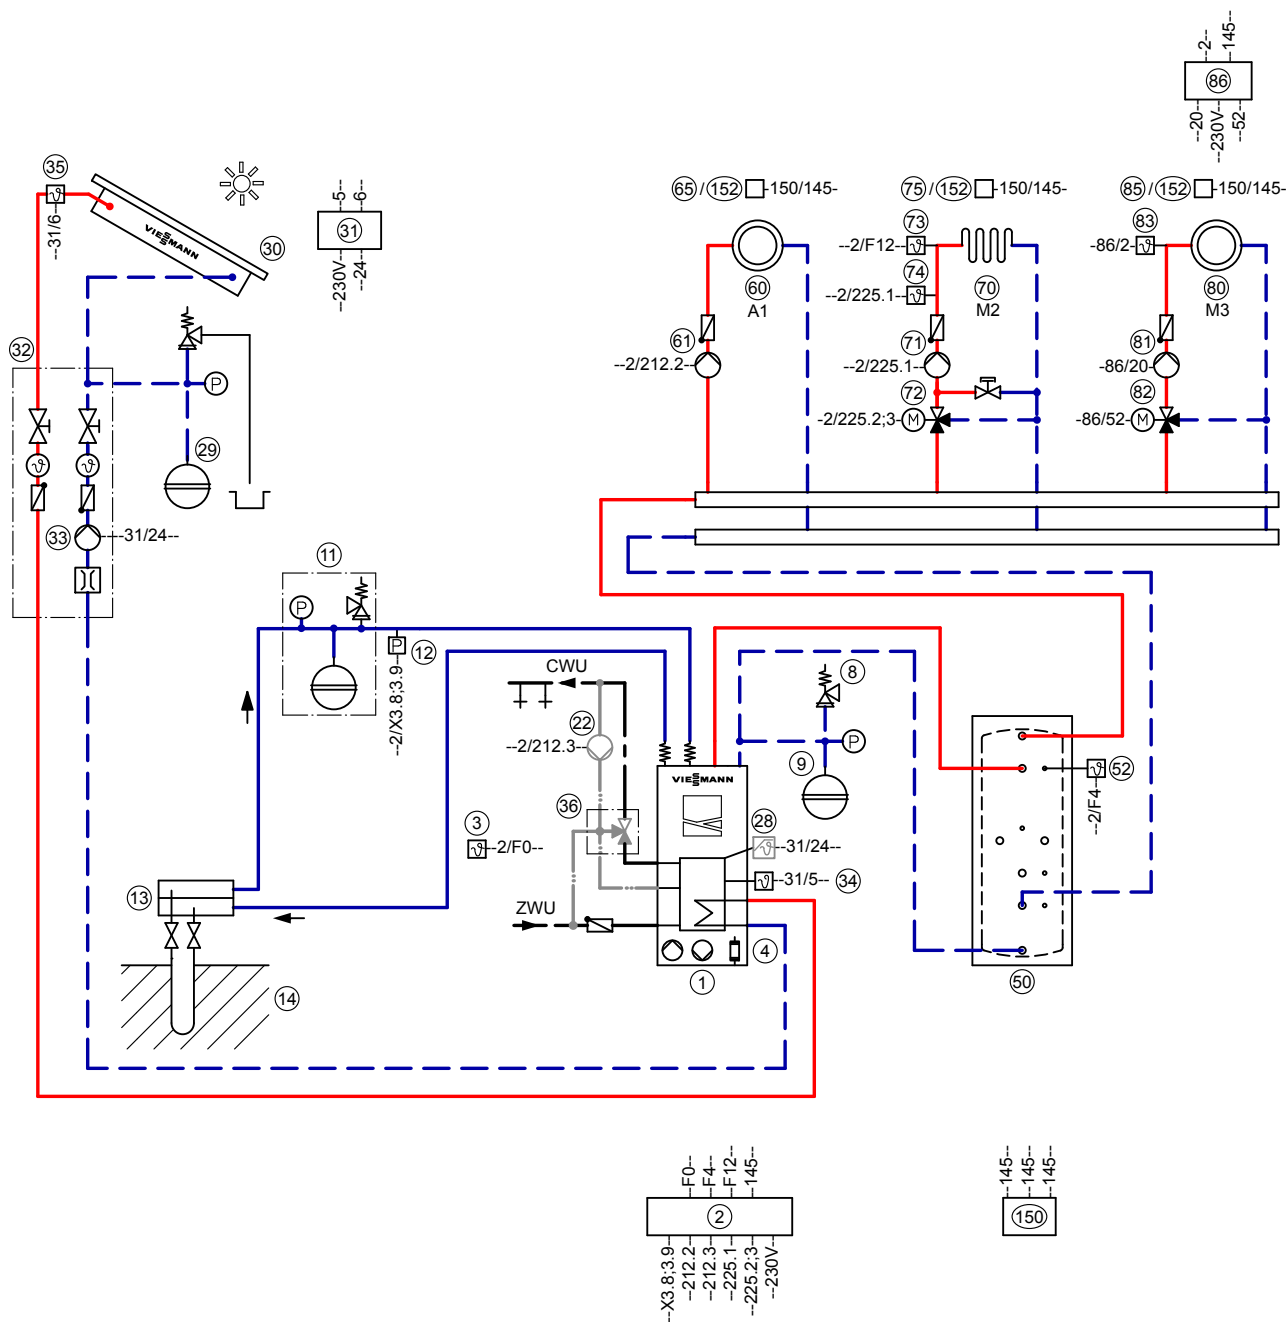 --2--
145---
86
--20--
--230V--
--52--
35
--31/6--
VIESSMANN
30
--5--
--6--
31
--230V--
--24--
65/152 -150/145-
75/152 -150/145-
85/152 -150/145-
73
--2/F12--
74
--2/225.1--
83
-86/2-
60
A1
70
M2
80
M3
32
61
--2/212.2--
71
--2/225.1--
81
-86/20-
P
72
-2/225.2;3-
M
82
-86/52-
M
29
33
---31/24--
11
P
P
12
--2/X3.8;3.9--
CWU
22
--2/212.3--
8
P
9
VIESSMANN
52
--2/F4--
36
3
--2/F0--
28
--31/24--
--31/5--
34
13
ZWU
4
1
14
50
--F0--
--F4--
--F12--
--145--
2
--X3.8;3.9
--212.2--
--212.3--
--225.1--
--225.2;3--
--230V--
--145---
--145---
--145---
150